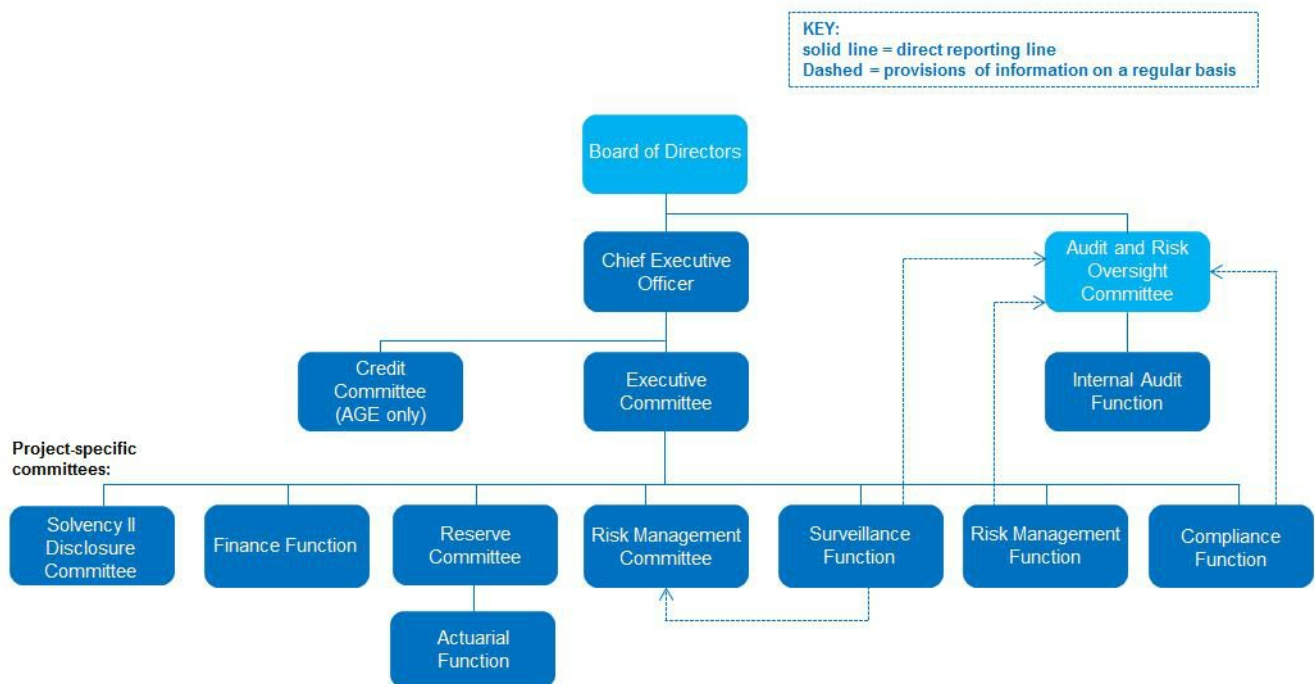 KEY:
solid line = direct reporting line
Dashed = provisions of information on a regular basis
Board of Directors
Chief Executive
Officer
Audit and Risk
Oversight
Committee
Credit
Committee
(AGE only)
Executive
Committee
Internal Audit
Function
Project-specific
committees:
Solvency II
Disclosure
Committee
Finance Function
Reserve
Committee
Risk Management
Committee
Surveillance
Function
Risk Management
Function
Compliance
Function
Actuarial
Function